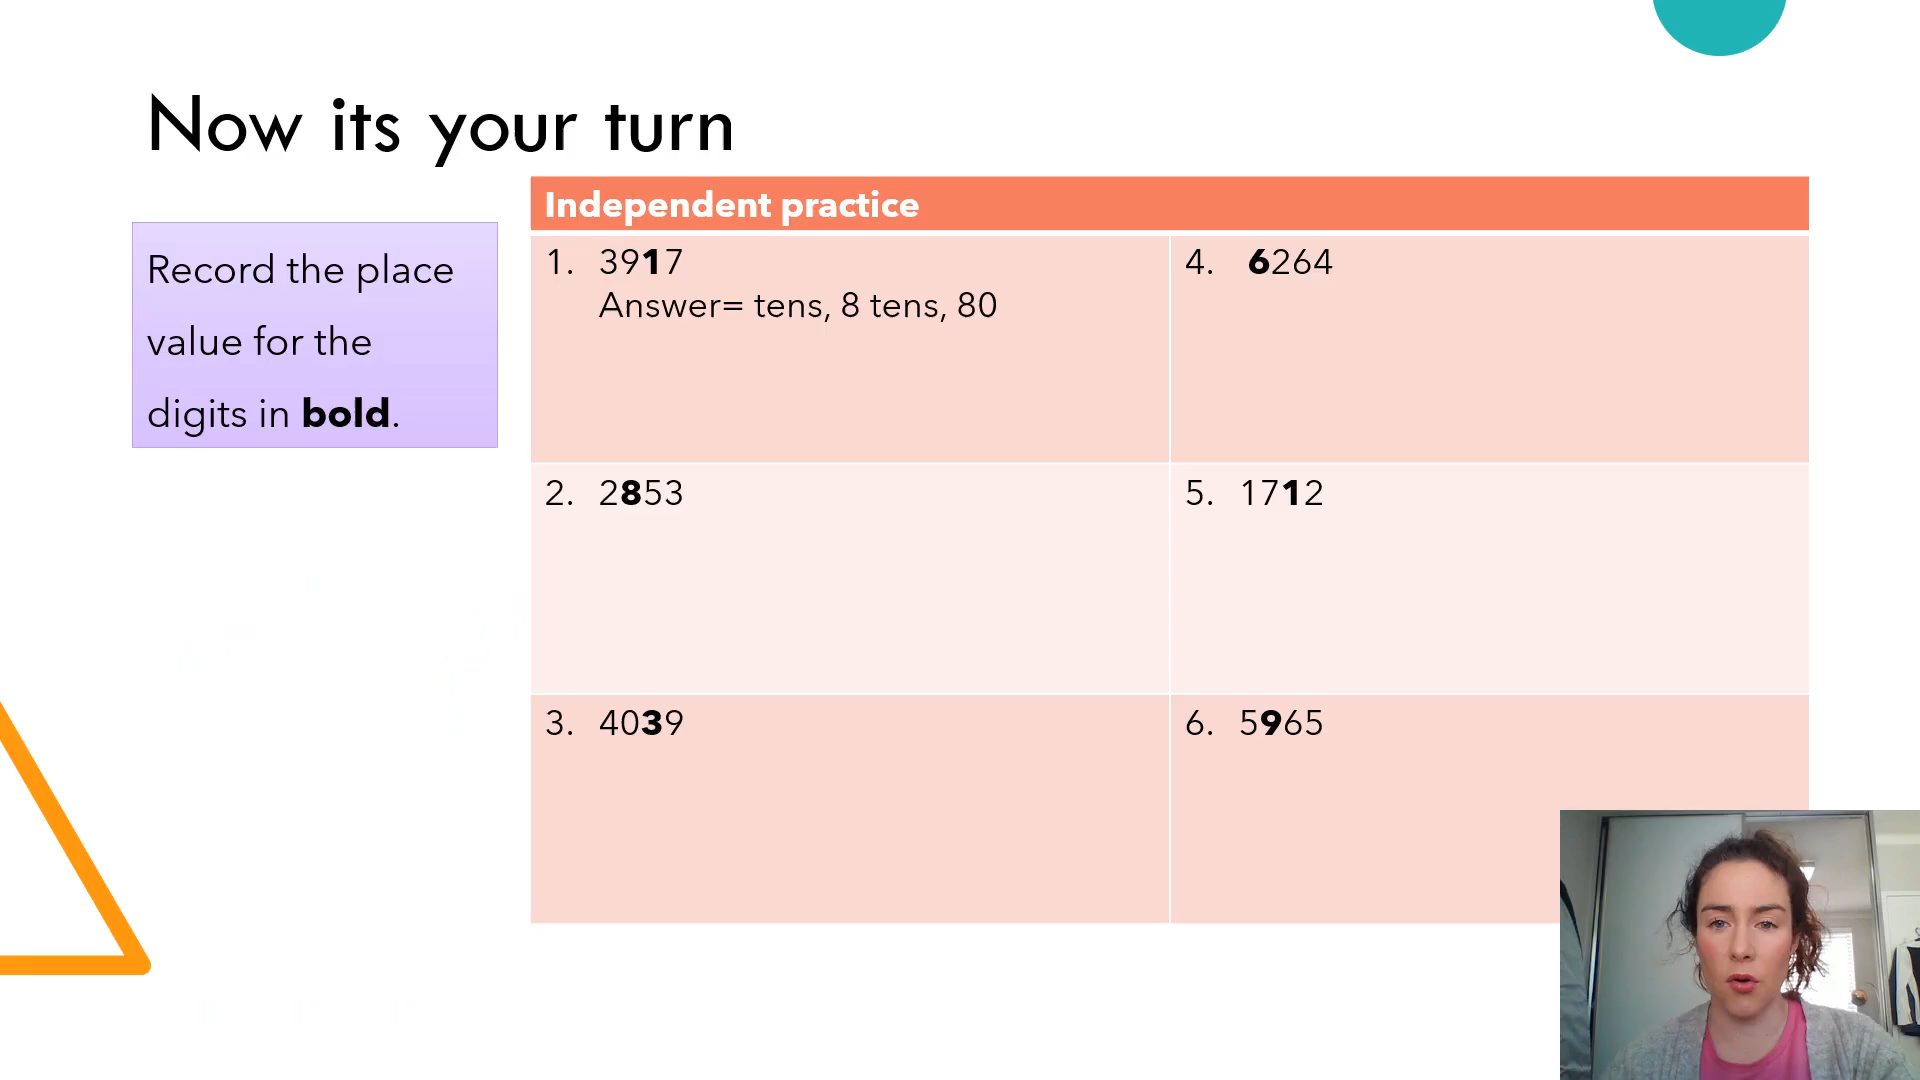 Now its your turn
Record the place
value for the
digits in bold.
Independent practice
1. 3917
Answer= tens, 8 tens, 80
4. 6264
2. 2853
5. 1712
3. 4039
6. 5965